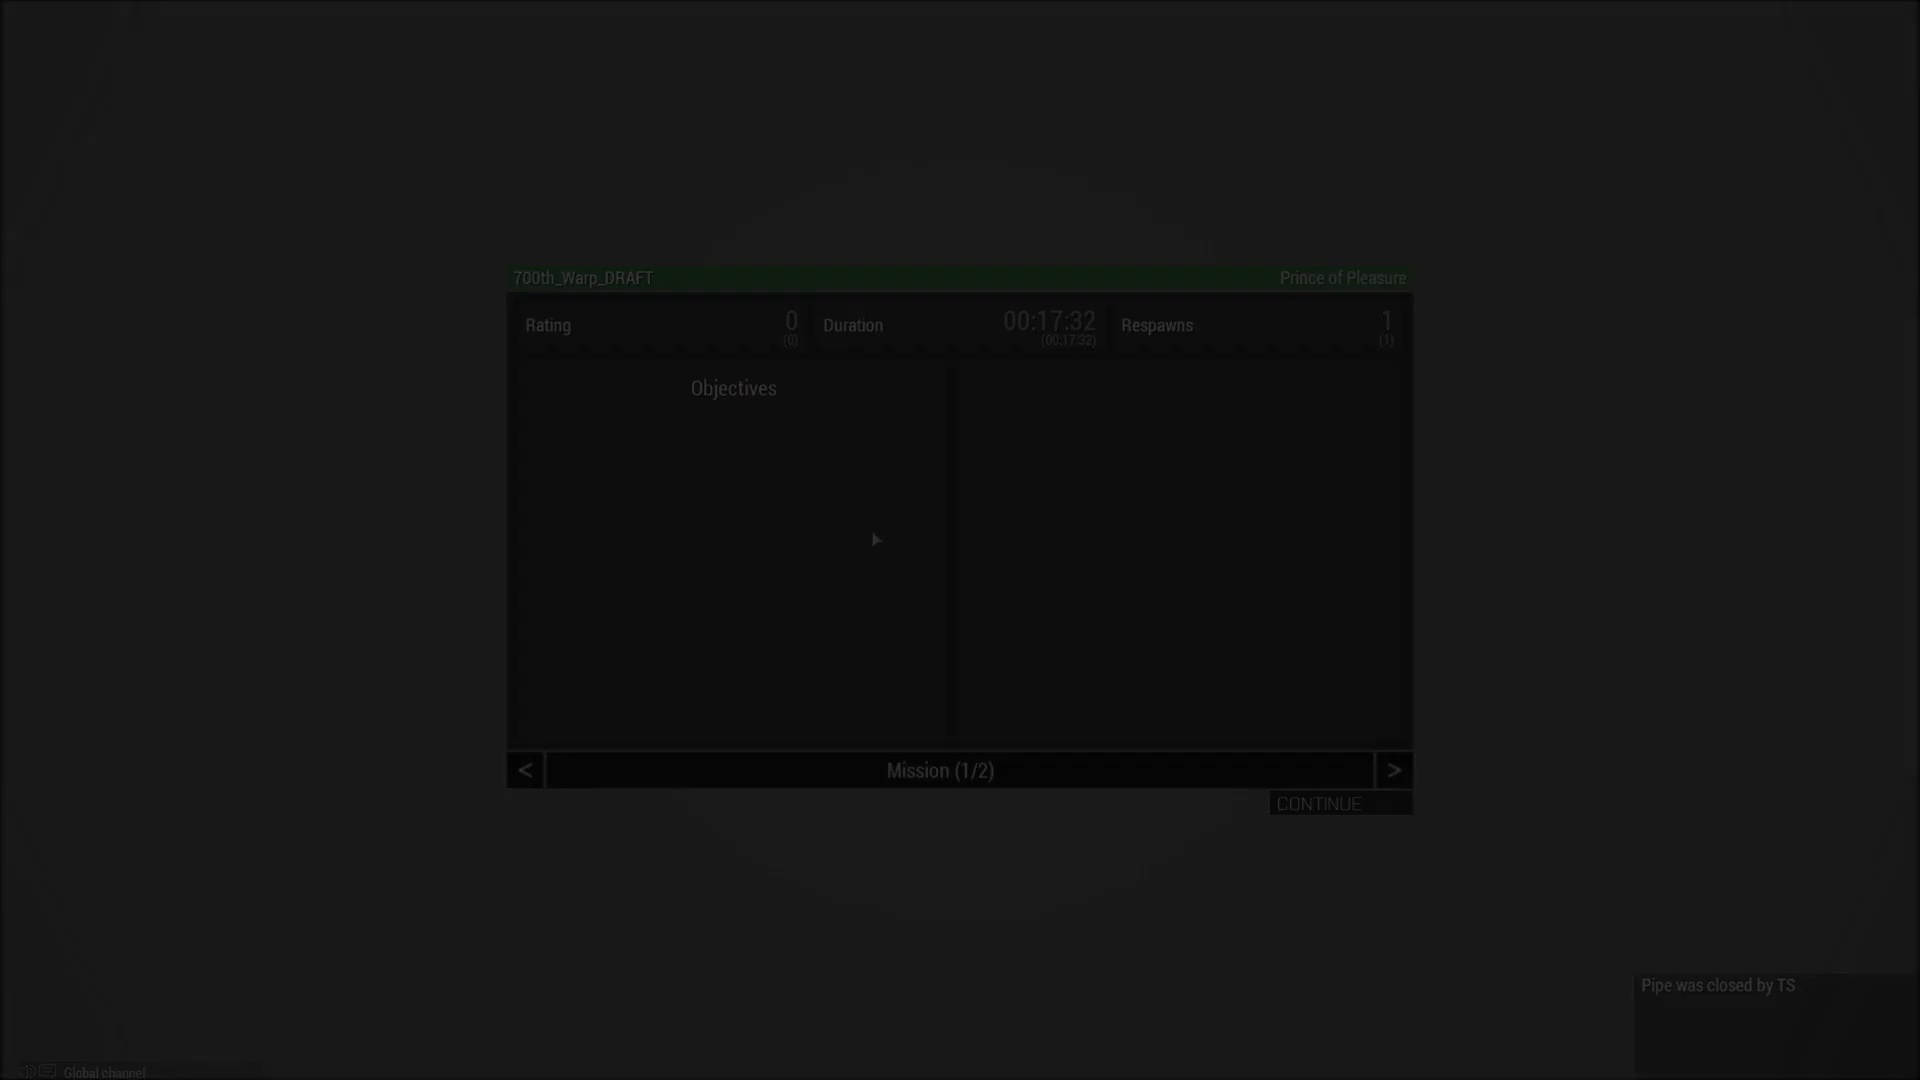 700th_Warp_DRAFT Prince of Pleasure
Rating 0 (0) Duration 00:17:32 (00:17:32) Respawns 1 (1)
Objectives
< Mission (1/2) >
CONTINUE
Pipe was closed by TS
Global channel